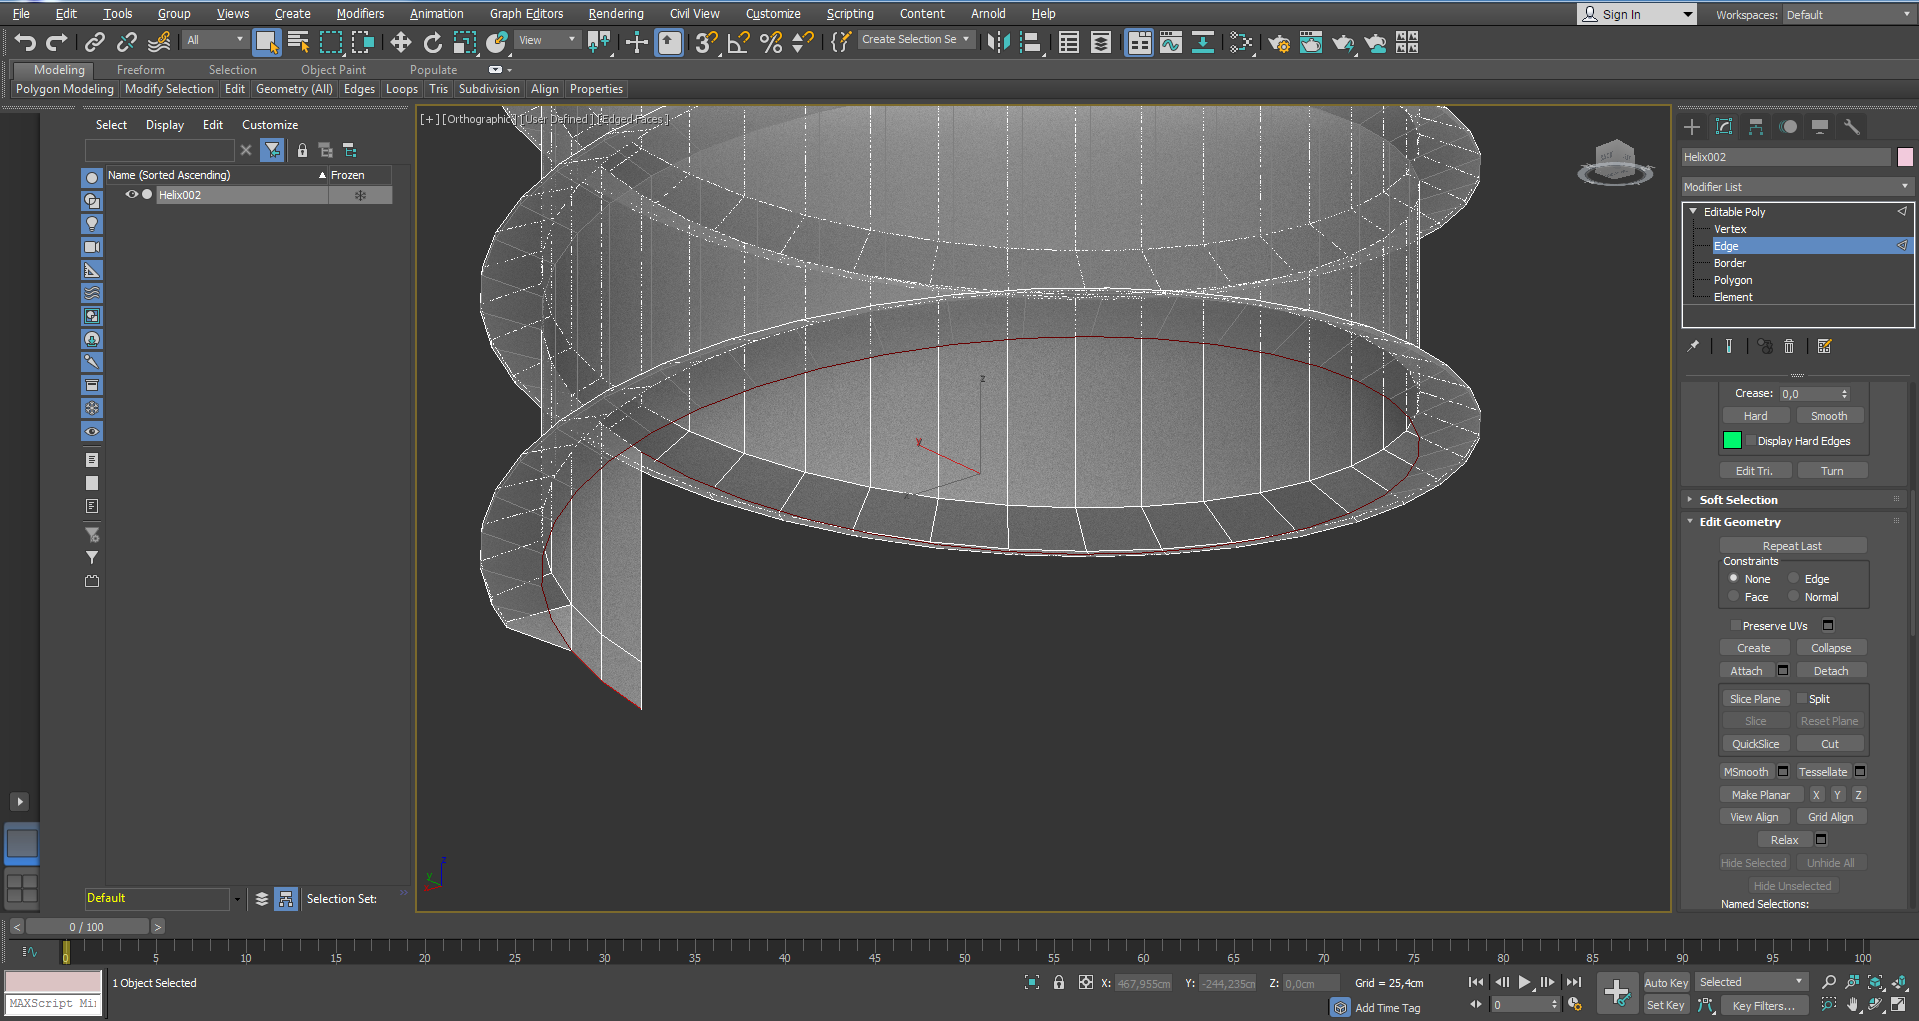 File Edit Tools Group Views Create Modifiers Animation Graph Editors Rendering Civil View Customize Scripting Content Arnold Help Sign In Workspaces: Default
All View Create Selection Se
Modeling Freeform Selection Object Paint Populate
Polygon Modeling Modify Selection Edit Geometry (All) Edges Loops Tris Subdivision Align Properties
Select Display Edit Customize
Name (Sorted Ascending) Frozen
Helix002
[+] [Orthographic] [User Defined] [Edged Faces]
z
y
z
y
Helix002
Modifier List
Editable Poly
Vertex
Edge
Border
Polygon
Element
Crease: 0,0
Hard Smooth
Display Hard Edges
Edit Tri. Turn
Soft Selection
Edit Geometry
Repeat Last
Constraints
None Edge
Face Normal
Preserve UVs
Create Collapse
Attach Detach
Slice Plane Split
Slice Reset Plane
QuickSlice Cut
MSmooth Tessellate
Make Planar X Y Z
View Align Grid Align
Relax
Hide Selected Unhide All
Hide Unselected
Named Selections:
Default Selection Set:
< 0 / 100 >
0 5 10 15 20 25 30 35 40 45 50 55 60 65 70 75 80 85 90 95 100
1 Object Selected X: 467,955cm Y: -244,235cm Z: 0,0cm Grid = 25,4cm Auto Key Selected
MAXScript Mi Add Time Tag 0 Set Key Key Filters...